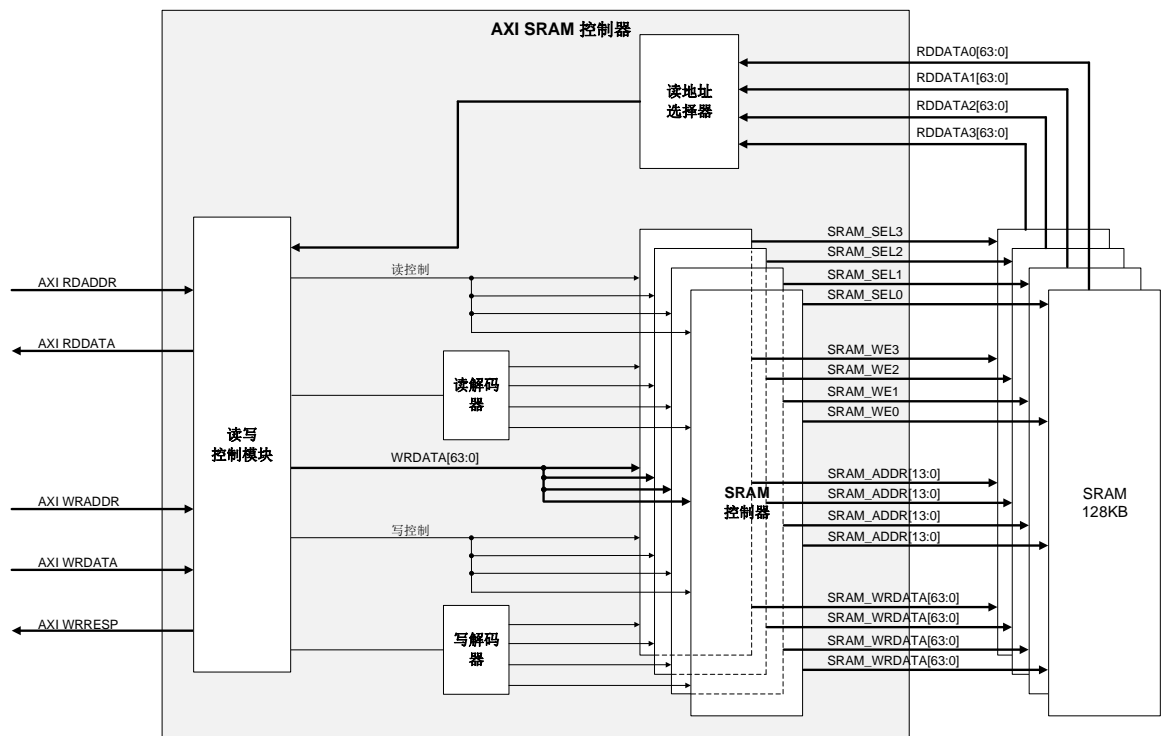 AXI SRAM 控制器
RDDATA0[63:0]
RDDATA1[63:0]
RDDATA2[63:0]
RDDATA3[63:0]
读地址
选择器
SRAM_SEL3
SRAM_SEL2
SRAM_SEL1
SRAM_SEL0
读控制
AXI RDADDR
AXI RDDATA
SRAM_WE3
SRAM_WE2
SRAM_WE1
SRAM_WE0
读解码
器
读写
控制模块
WRDATA[63:0]
AXI WRADDR
SRAM
控制器
SRAM_ADDR[13:0]
SRAM_ADDR[13:0]
SRAM_ADDR[13:0]
SRAM_ADDR[13:0]
SRAM
128KB
写控制
AXI WRDATA
AXI WRRESP
写解码
器
SRAM_WRDATA[63:0]
SRAM_WRDATA[63:0]
SRAM_WRDATA[63:0]
SRAM_WRDATA[63:0]